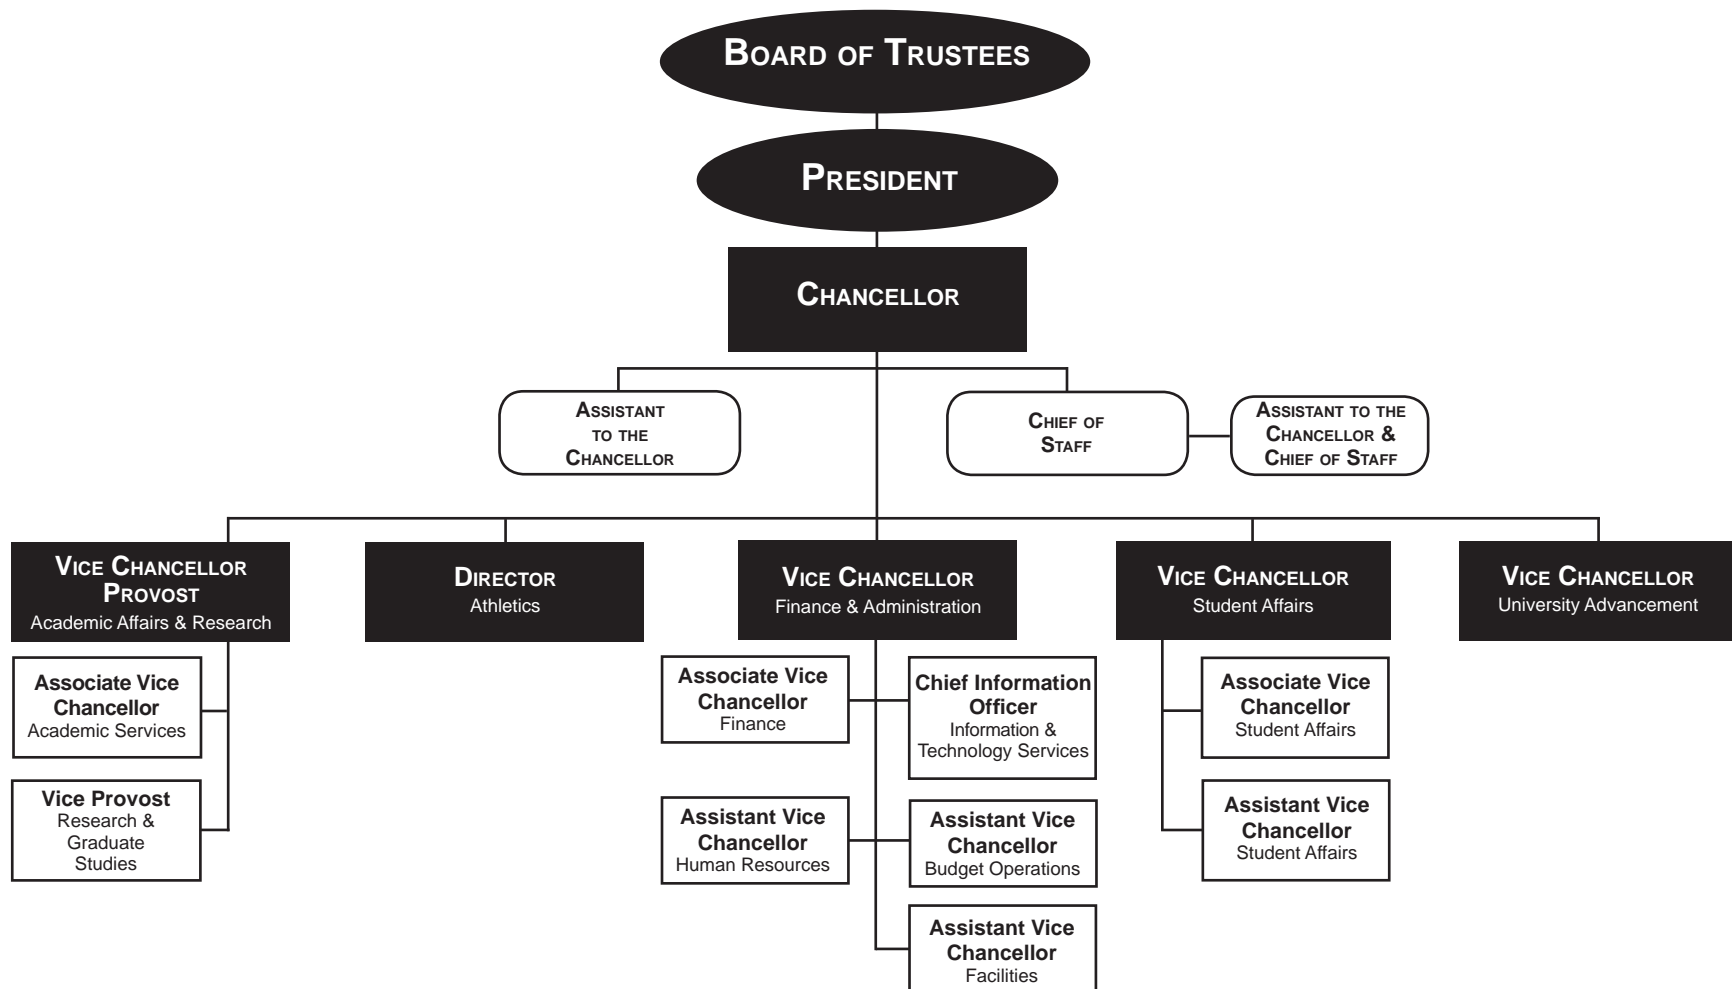 BOARD OF TRUSTEES
PRESIDENT
CHANCELLOR
ASSISTANT
TO THE
CHANCELLOR
CHIEF OF
STAFF
ASSISTANT TO THE
CHANCELLOR &
CHIEF OF STAFF
VICE CHANCELLOR
PROVOST
Academic Affairs & Research
DIRECTOR
Athletics
VICE CHANCELLOR
Finance & Administration
VICE CHANCELLOR
Student Affairs
VICE CHANCELLOR
University Advancement
Associate Vice
Chancellor
Academic Services
Vice Provost
Research &
Graduate
Studies
Associate Vice
Chancellor
Finance
Chief Information
Officer
Information &
Technology Services
Assistant Vice
Chancellor
Human Resources
Assistant Vice
Chancellor
Budget Operations
Assistant Vice
Chancellor
Facilities
Associate Vice
Chancellor
Student Affairs
Assistant Vice
Chancellor
Student Affairs